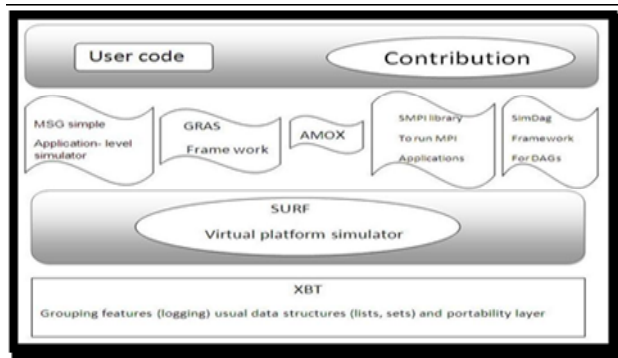 User code
Contribution
MSG simple
Application- level
simulator
GRAS
Frame work
AMOX
SMPI library
To run MPI
Applications
SimDag
Framework
For DAGs
SURF
Virtual platform simulator
XBT
Grouping features (logging) usual data structures (lists, sets) and portability layer